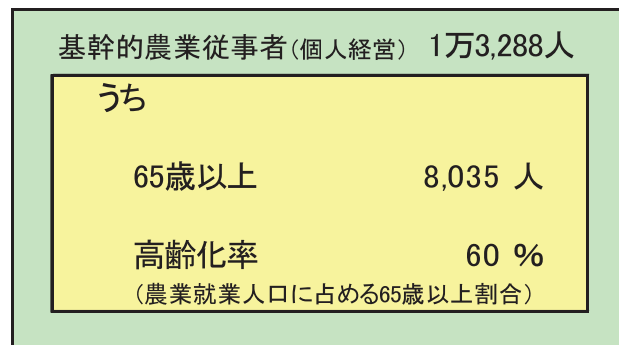 基幹的農業従事者(個人経営) 1万3,288人
うち
65歳以上 8,035 人
高齢化率 60 %
(農業就業人口に占める65歳以上割合)